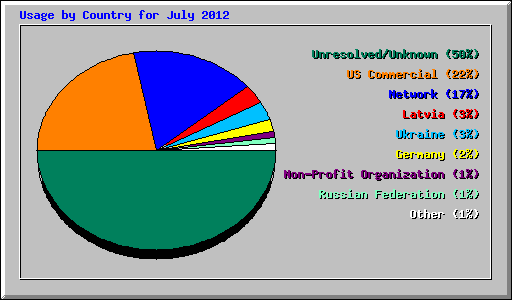 Usage by Country for July 2012
Unresolved/Unknown (50%)
US Commercial (22%)
Network (17%)
Latvia (3%)
Ukraine (3%)
Germany (2%)
Non-Profit Organization (1%)
Russian Federation (1%)
Other (1%)